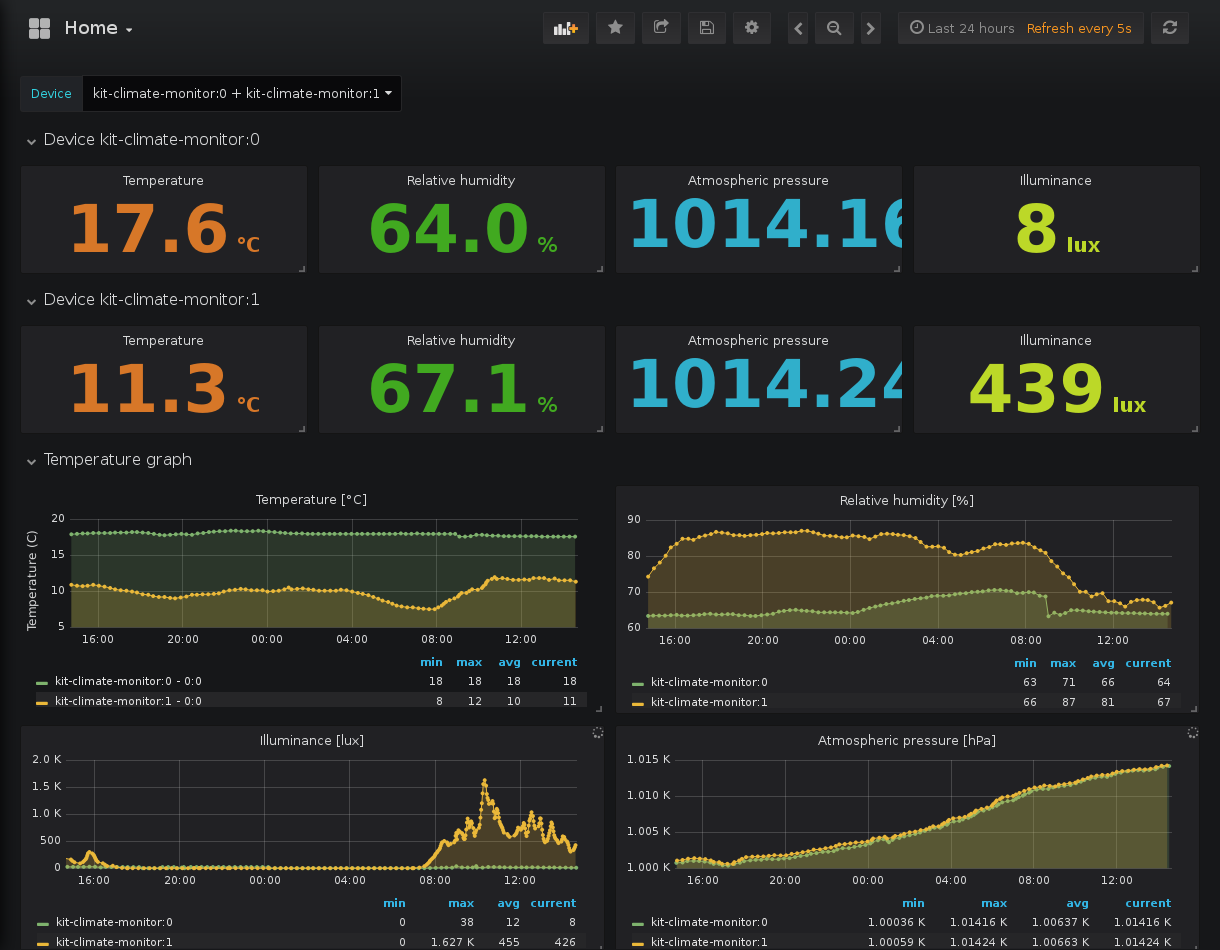 Home
Last 24 hours Refresh every 5s
Device kit-climate-monitor:0 + kit-climate-monitor:1
Device kit-climate-monitor:0
Temperature Relative humidity Atmospheric pressure Illuminance
17.6 °C 64.0 % 1014.16 8 lux
Device kit-climate-monitor:1
Temperature Relative humidity Atmospheric pressure Illuminance
11.3 °C 67.1 % 1014.24 439 lux
Temperature graph
Temperature [°C]
Temperature (C)
20
15
10
5
16:00 20:00 00:00 04:00 08:00 12:00
min max avg current
kit-climate-monitor:0 - 0:0 18 18 18 18
kit-climate-monitor:1 - 0:0 8 12 10 11
Relative humidity [%]
90
80
70
60
16:00 20:00 00:00 04:00 08:00 12:00
min max avg current
kit-climate-monitor:0 63 71 66 64
kit-climate-monitor:1 66 87 81 67
Illuminance [lux]
2.0 K
1.5 K
1.0 K
500
0
16:00 20:00 00:00 04:00 08:00 12:00
min max avg current
kit-climate-monitor:0 0 38 12 8
kit-climate-monitor:1 0 1.627 K 455 426
Atmospheric pressure [hPa]
1.015 K
1.010 K
1.005 K
1.000 K
16:00 20:00 00:00 04:00 08:00 12:00
min max avg current
kit-climate-monitor:0 1.00036 K 1.01416 K 1.00637 K 1.01416 K
kit-climate-monitor:1 1.00059 K 1.01424 K 1.00663 K 1.01424 K